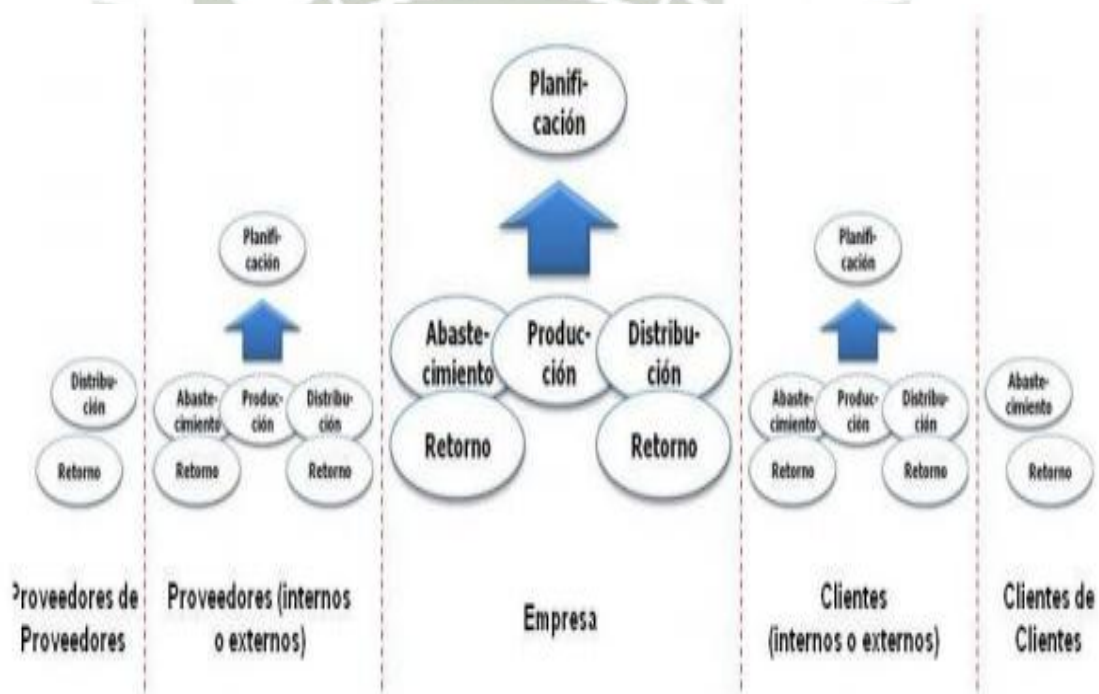 Distribu-
ción
Retorno
Proveedores de
Proveedores
Planifi-
cación
Abaste-
cimiento
Produc-
ción
Distribu-
ción
Retorno
Retorno
Proveedores (internos
o externos)
Planifi-
cación
Abaste-
cimiento
Produc-
ción
Distribu-
ción
Retorno
Retorno
Empresa
Planifi-
cación
Abaste-
cimiento
Produc-
ción
Distribu-
ción
Retorno
Retorno
Clientes
(internos o externos)
Abaste-
cimiento
Retorno
Clientes de
Clientes